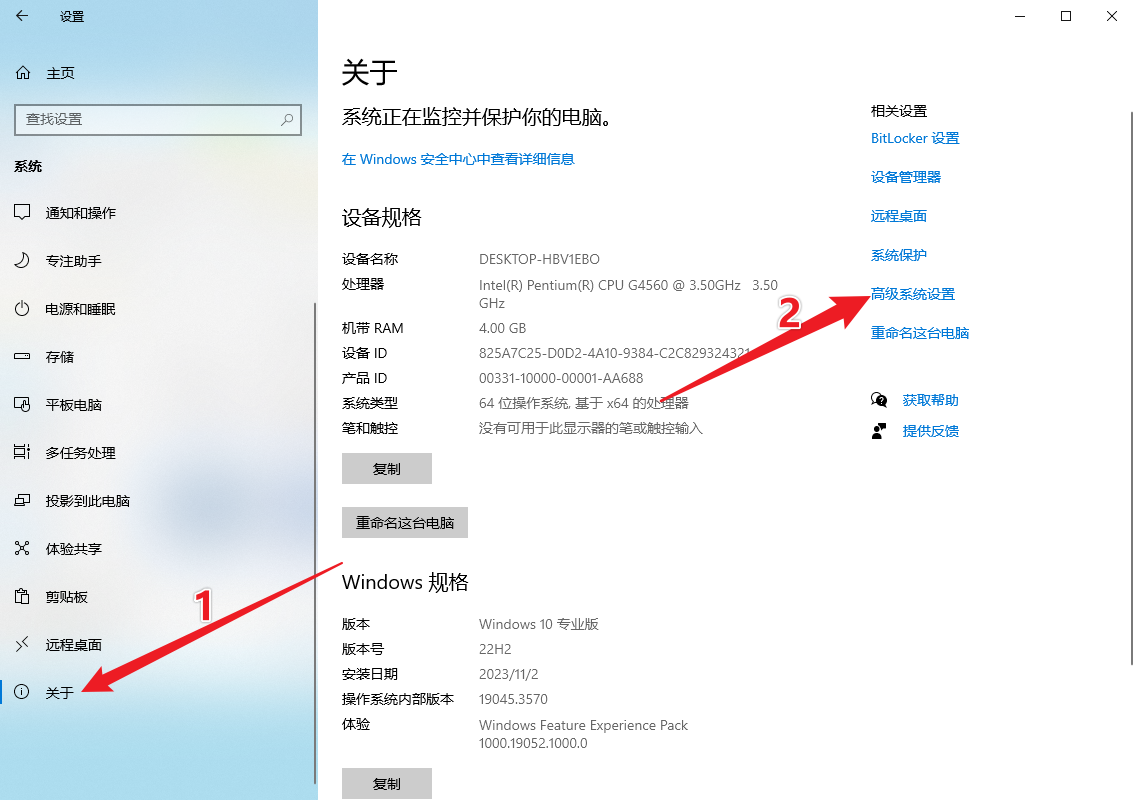 设置
主页
查找设置
系统
通知和操作
专注助手
电源和睡眠
存储
平板电脑
多任务处理
投影到此电脑
体验共享
剪贴板
远程桌面
关于
1
关于
系统正在监控并保护你的电脑。
在 Windows 安全中心中查看详细信息
设备规格
设备名称 DESKTOP-HBV1EBO
处理器 Intel(R) Pentium(R) CPU G4560 @ 3.50GHz 3.50
GHz
机带 RAM 4.00 GB
设备 ID 825A7C25-D0D2-4A10-9384-C2C829324321
产品 ID 00331-10000-00001-AA688
系统类型 64 位操作系统, 基于 x64 的处理器
笔和触控 没有可用于此显示器的笔或触控输入
复制
重命名这台电脑
Windows 规格
版本 Windows 10 专业版
版本号 22H2
安装日期 2023/11/2
操作系统内部版本 19045.3570
体验 Windows Feature Experience Pack
1000.19052.1000.0
复制
相关设置
BitLocker 设置
设备管理器
远程桌面
系统保护
2
高级系统设置
重命名这台电脑
获取帮助
提供反馈